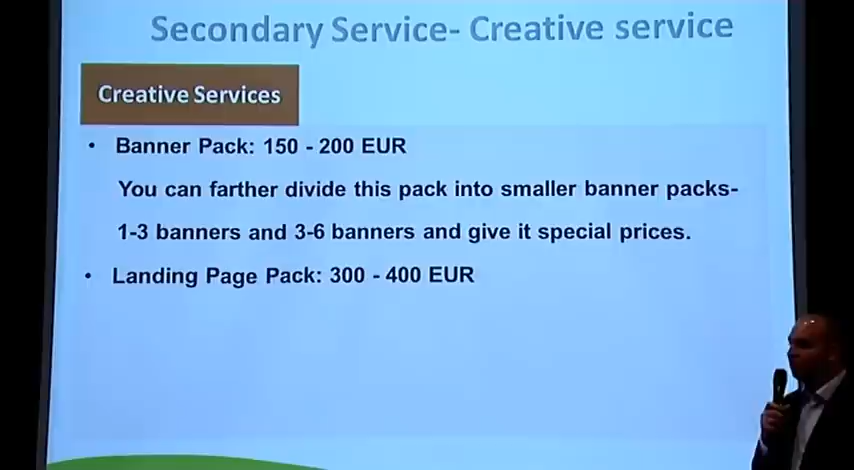 Secondary Service- Creative service
Creative Services
• Banner Pack: 150 - 200 EUR
You can farther divide this pack into smaller banner packs-
1-3 banners and 3-6 banners and give it special prices.
• Landing Page Pack: 300 - 400 EUR